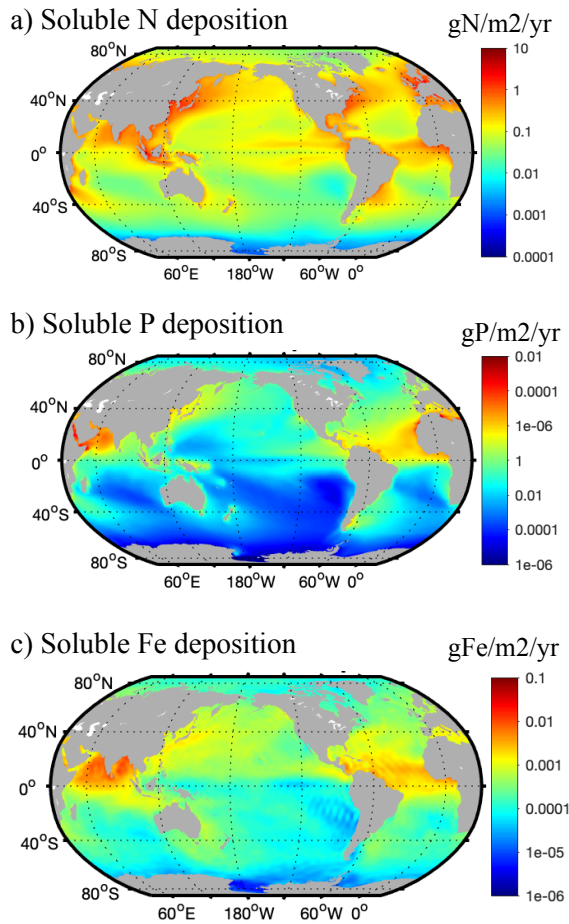 a) Soluble N deposition gN/m2/yr
80°N
40°N
0°
40°S
80°S
60°E 180°W 60°W 0°
10
1
0.1
0.01
0.001
0.0001
b) Soluble P deposition gP/m2/yr
80°N
40°N
0°
40°S
80°S
60°E 180°W 60°W 0°
0.01
0.0001
1e-06
1
0.01
0.0001
1e-06
c) Soluble Fe deposition gFe/m2/yr
80°N
40°N
0°
40°S
80°S
60°E 180°W 60°W 0°
0.1
0.01
0.001
0.0001
1e-05
1e-06